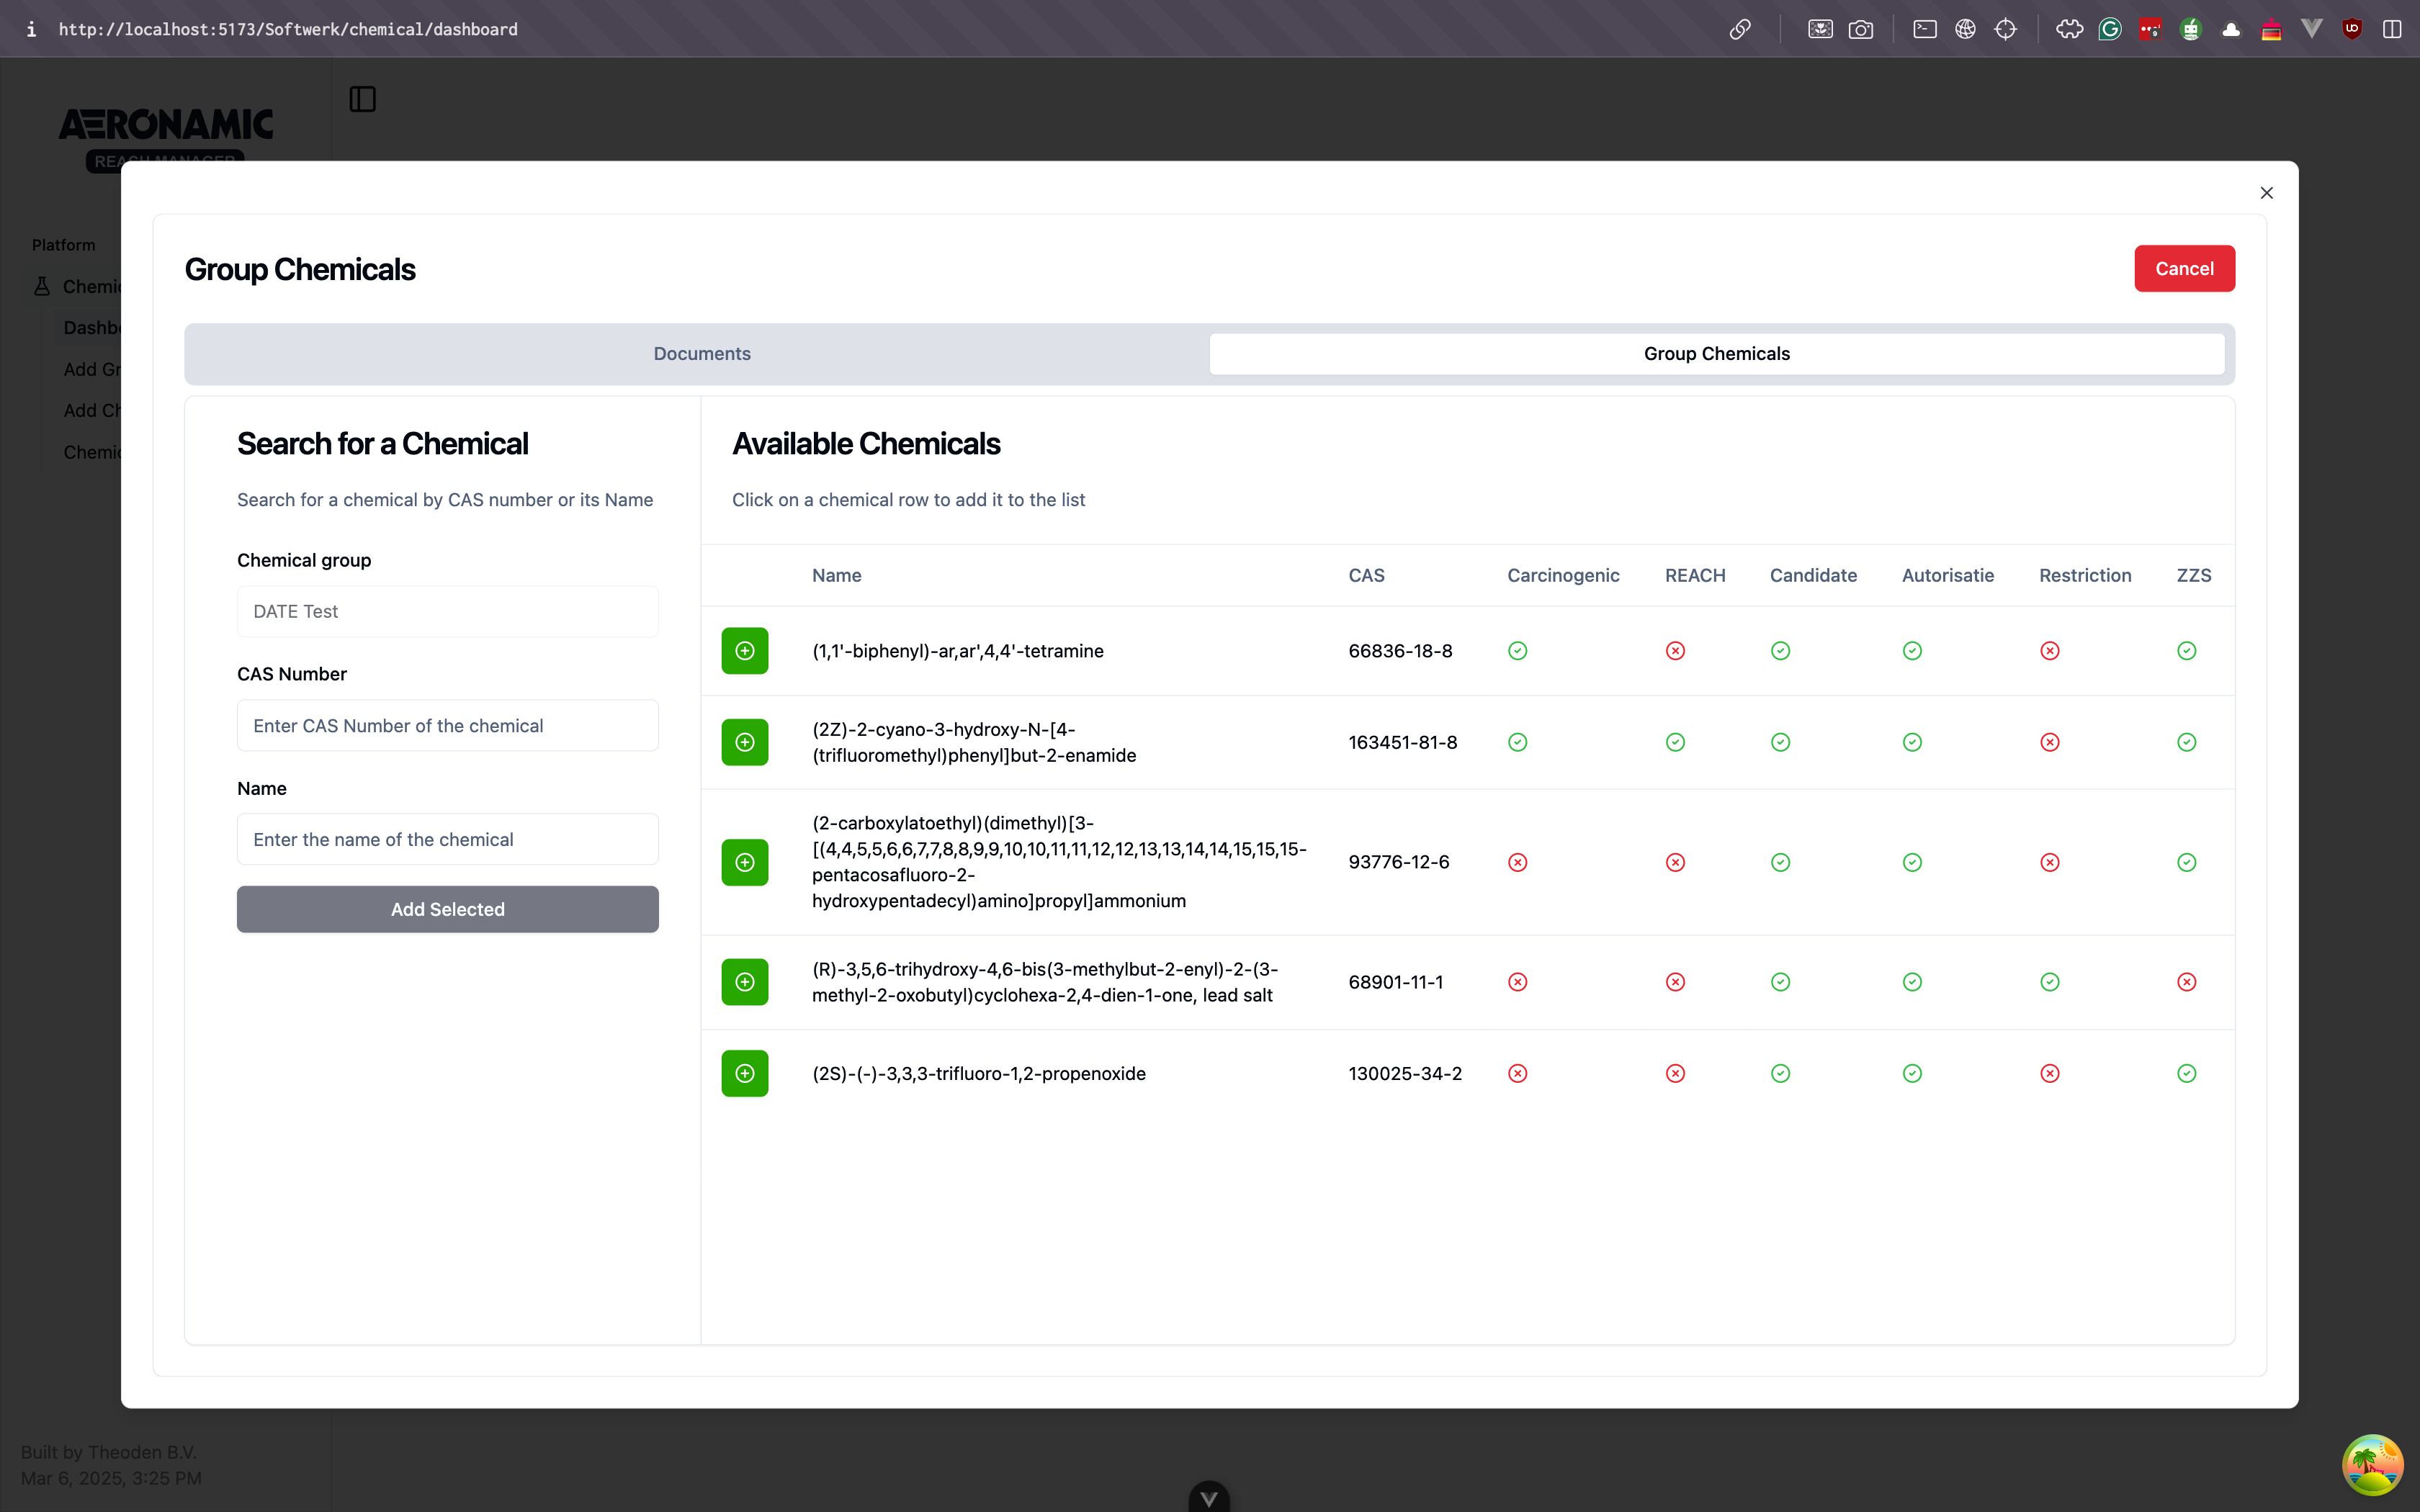 http://localhost:5173/Softwerk/chemical/dashboard
AERONAMIC
REACH MANAGER
Platform
Chemic
Dashbo
Add Gr
Add Ch
Chemic
Group Chemicals
Cancel
Documents
Group Chemicals
Search for a Chemical
Search for a chemical by CAS number or its Name
Chemical group
DATE Test
CAS Number
Enter CAS Number of the chemical
Name
Enter the name of the chemical
Add Selected
Available Chemicals
Click on a chemical row to add it to the list
Name CAS Carcinogenic REACH Candidate Autorisatie Restriction ZZS
(1,1'-biphenyl)-ar,ar',4,4'-tetramine 66836-18-8
(2Z)-2-cyano-3-hydroxy-N-[4-
(trifluoromethyl)phenyl]but-2-enamide 163451-81-8
(2-carboxylatoethyl)(dimethyl)[3-
[(4,4,5,5,6,6,7,7,8,8,9,9,10,10,11,11,12,12,13,13,14,14,15,15,15-
pentacosafluoro-2-
hydroxypentadecyl)amino]propyl]ammonium 93776-12-6
(R)-3,5,6-trihydroxy-4,6-bis(3-methylbut-2-enyl)-2-(3-
methyl-2-oxobutyl)cyclohexa-2,4-dien-1-one, lead salt 68901-11-1
(2S)-(-)-3,3,3-trifluoro-1,2-propenoxide 130025-34-2
Built by Theoden B.V.
Mar 6, 2025, 3:25 PM